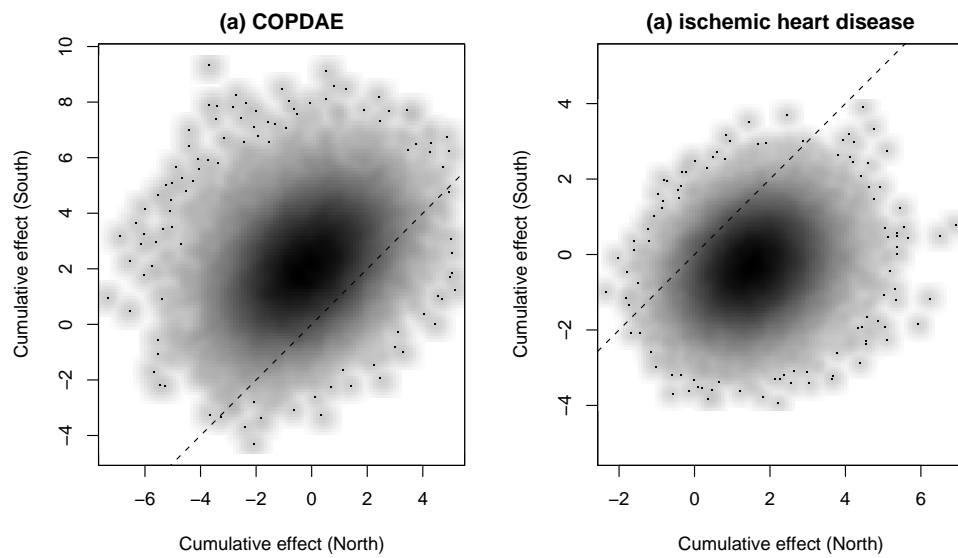 (a) COPDAE
Cumulative effect (South)
10
8
6
4
2
0
−2
−4
−6 −4 −2 0 2 4
Cumulative effect (North)
(a) ischemic heart disease
Cumulative effect (South)
4
2
0
−2
−4
−2 0 2 4 6
Cumulative effect (North)